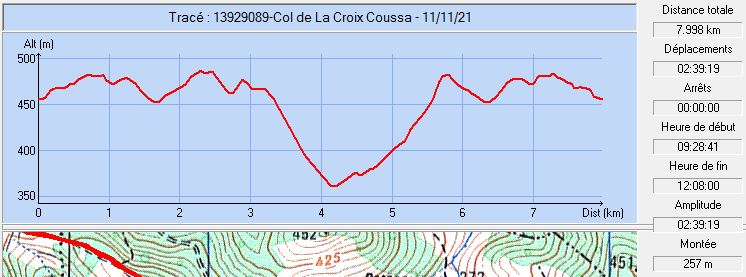 Tracé : 13929089-Col de La Croix Coussa - 11/11/21
Alt (m)
500
450
400
350
0 1 2 3 4 5 6 7 Dist (km)
Distance totale
7.998 km
Déplacements
02:39:19
Arrêts
00:00:00
Heure de début
09:28:41
Heure de fin
12:08:00
Amplitude
02:39:19
Montée
257 m
452
425
451